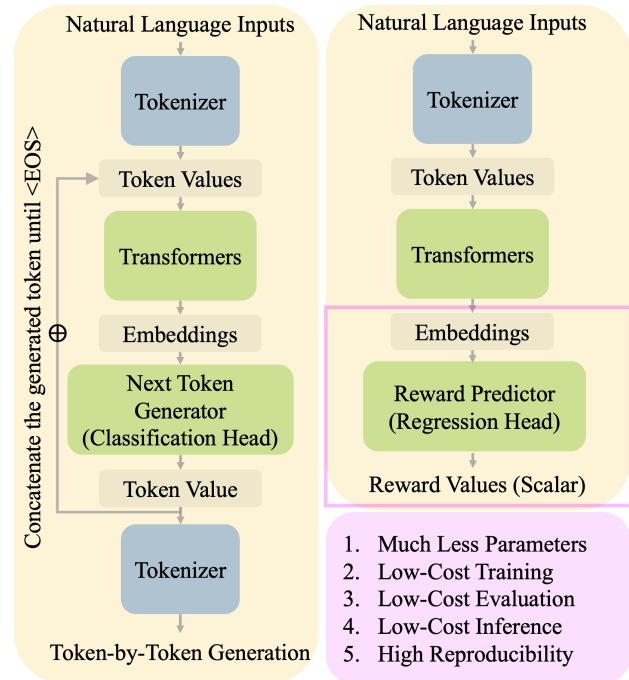 Natural Language Inputs
Tokenizer
Token Values
Transformers
Embeddings
Next Token
Generator
(Classification Head)
Token Value
Tokenizer
Token-by-Token Generation
Concatenate the generated token until <EOS>
Natural Language Inputs
Tokenizer
Token Values
Transformers
Embeddings
Reward Predictor
(Regression Head)
Reward Values (Scalar)
1. Much Less Parameters
2. Low-Cost Training
3. Low-Cost Evaluation
4. Low-Cost Inference
5. High Reproducibility